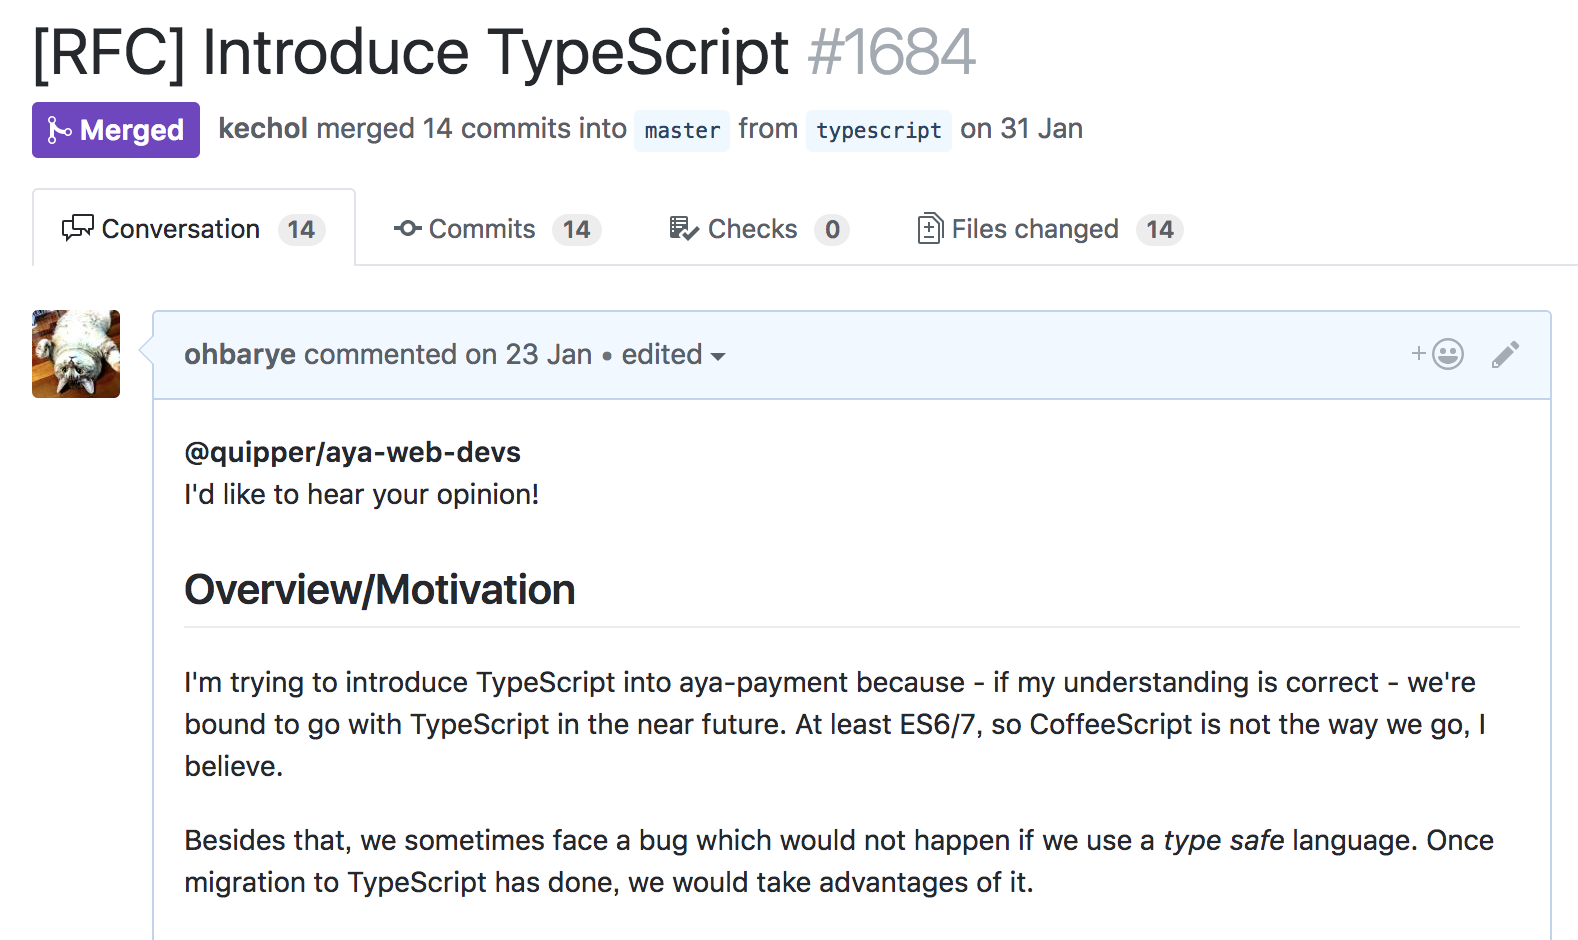 [RFC] Introduce TypeScript #1684
Merged kechol merged 14 commits into master from typescript on 31 Jan
Conversation 14 Commits 14 Checks 0 Files changed 14
ohbarye commented on 23 Jan • edited
@quipper/aya-web-devs
I'd like to hear your opinion!
Overview/Motivation
I'm trying to introduce TypeScript into aya-payment because - if my understanding is correct - we're
bound to go with TypeScript in the near future. At least ES6/7, so CoffeeScript is not the way we go, I
believe.
Besides that, we sometimes face a bug which would not happen if we use a type safe language. Once
migration to TypeScript has done, we would take advantages of it.